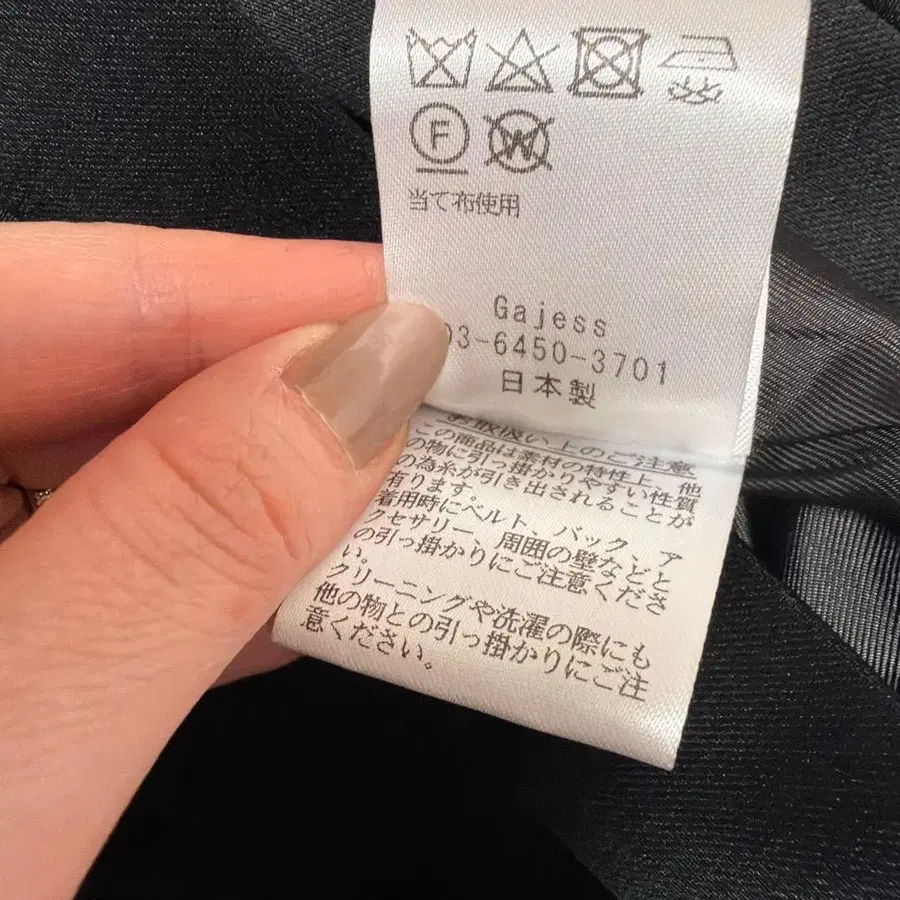 F
W
当て布使用
Gajess
03-6450-3701
日本製
お取扱い上のご注意
この商品は素材の特性上、他
の物に引っ掛かりやすい性質
の為糸が引き出されることが
有ります。
着用時にベルト、バック、ア
クセサリー、周囲の壁などと
の引っ掛かりにご注意くださ
い。
クリーニングや洗濯の際にも
他の物との引っ掛かりにご注
意ください。